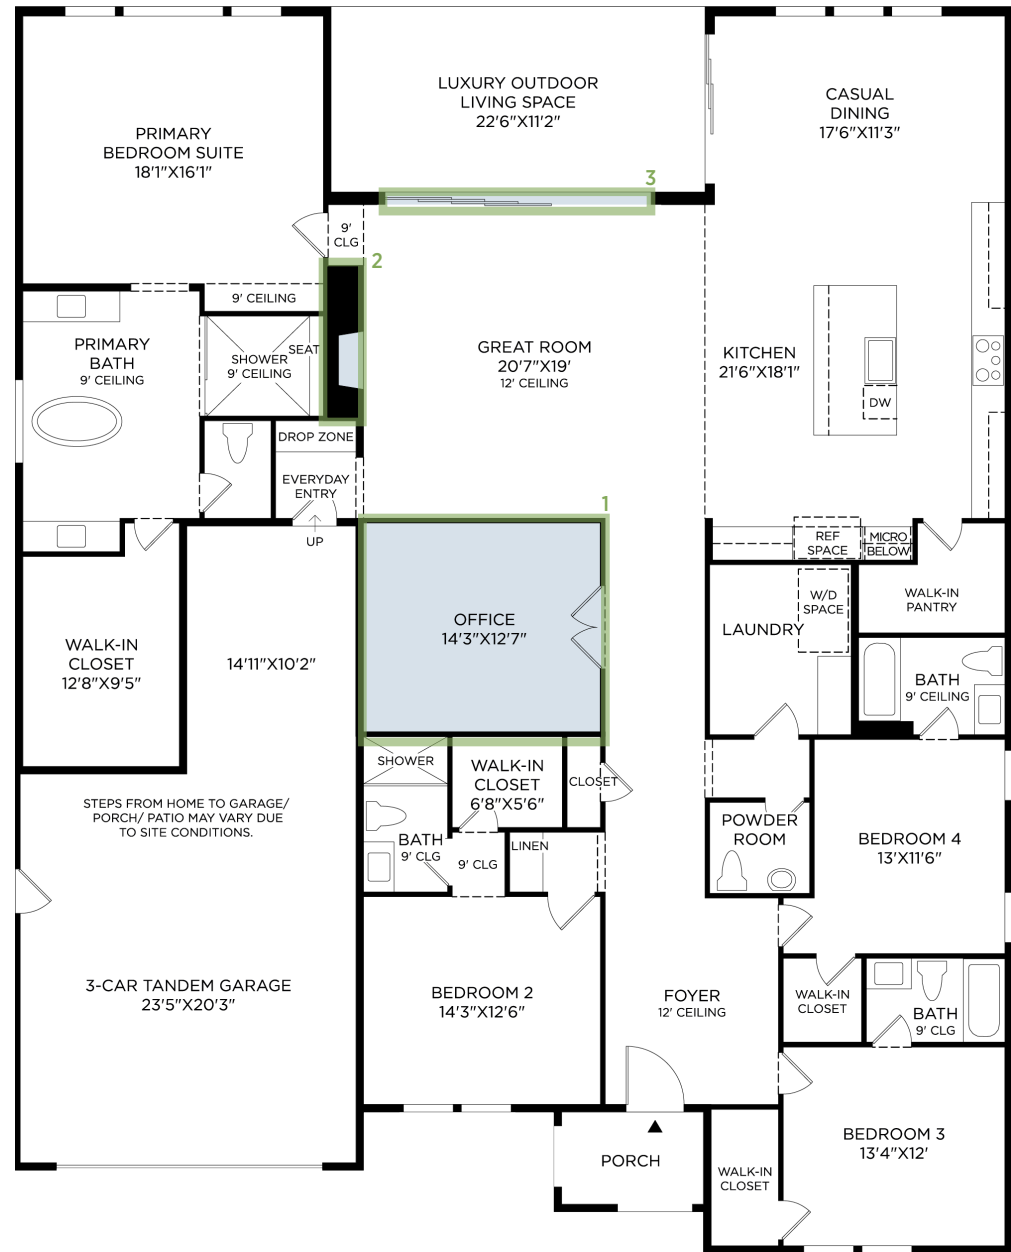 LUXURY OUTDOOR
LIVING SPACE
22'6"X11'2"
CASUAL
DINING
17'6"X11'3"
PRIMARY
BEDROOM SUITE
18'1"X16'1"
3
9'
CLG
2
9' CEILING
PRIMARY
BATH
9' CEILING
SEAT
SHOWER
9' CEILING
GREAT ROOM
20'7"X19'
12' CEILING
KITCHEN
21'6"X18'1"
DW
DROP ZONE
EVERYDAY
ENTRY
UP
1
REF
SPACE
MICRO
BELOW
OFFICE
14'3"X12'7"
W/D
SPACE
LAUNDRY
WALK-IN
PANTRY
WALK-IN
CLOSET
12'8"X9'5"
14'11"X10'2"
BATH
9' CEILING
SHOWER
WALK-IN
CLOSET
6'8"X5'6"
CLOSET
STEPS FROM HOME TO GARAGE/
PORCH/ PATIO MAY VARY DUE
TO SITE CONDITIONS.
BATH
9' CLG
9' CLG
LINEN
POWDER
ROOM
BEDROOM 4
13'X11'6"
3-CAR TANDEM GARAGE
23'5"X20'3"
BEDROOM 2
14'3"X12'6"
FOYER
12' CEILING
WALK-IN
CLOSET
BATH
9' CLG
PORCH
WALK-IN
CLOSET
BEDROOM 3
13'4"X12'